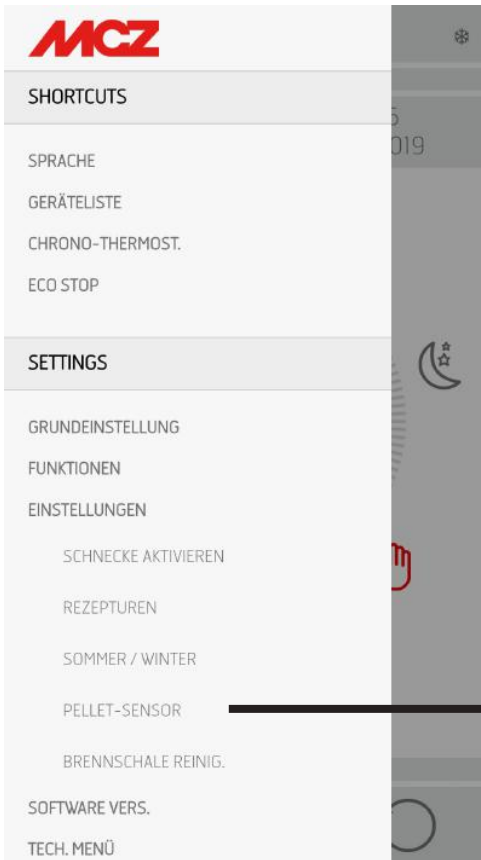 MCZ
SHORTCUTS
019
SPRACHE
GERÄTELISTE
CHRONO-THERMOST.
ECO STOP
SETTINGS
GRUNDEINSTELLUNG
FUNKTIONEN
EINSTELLUNGEN
SCHNECKE AKTIVIEREN
REZEPTUREN
SOMMER / WINTER
PELLET-SENSOR
BRENNSCHALE REINIG.
SOFTWARE VERS.
TECH. MENÜ